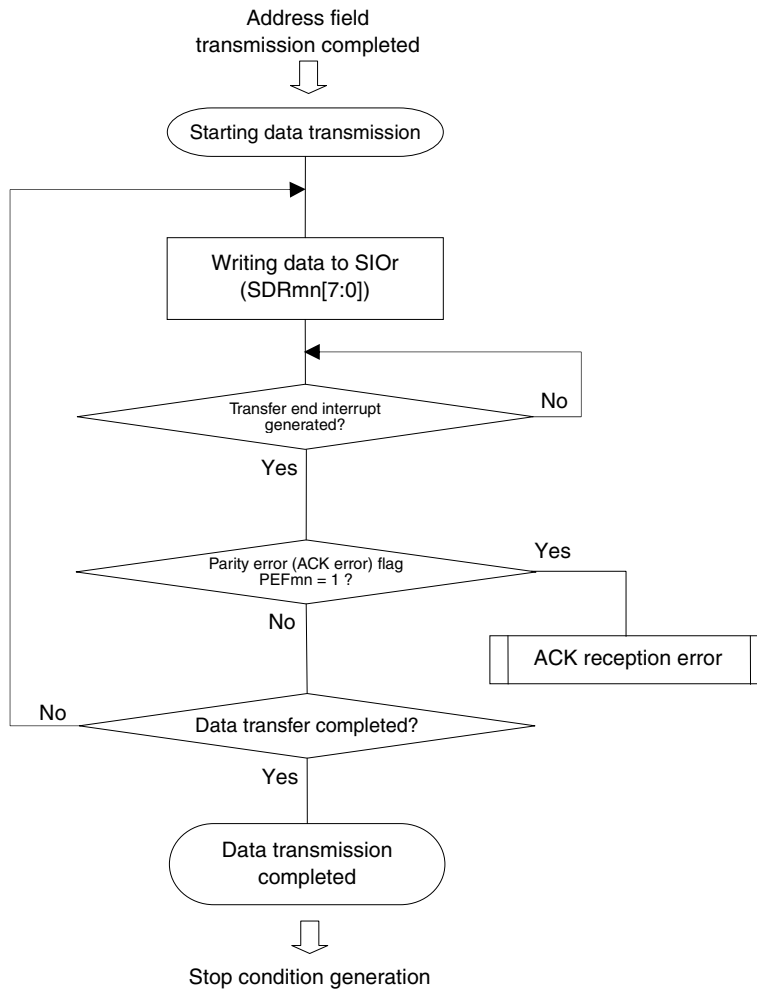 Address field
transmission completed
Starting data transmission
Writing data to SIOr
(SDRmn[7:0])
Transfer end interrupt
generated?
No
Yes
Parity error (ACK error) flag
PEFmn = 1 ?
Yes
No
ACK reception error
Data transfer completed?
No
Yes
Data transmission
completed
Stop condition generation